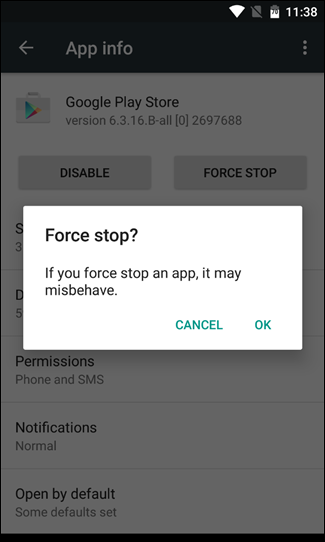 11:38
App info
Google Play Store
version 6.3.16.B-all [0] 2697688
DISABLE
FORCE STOP
Force stop?
If you force stop an app, it may
misbehave.
CANCEL
OK
Permissions
Phone and SMS
Notifications
Normal
Open by default
Some defaults set